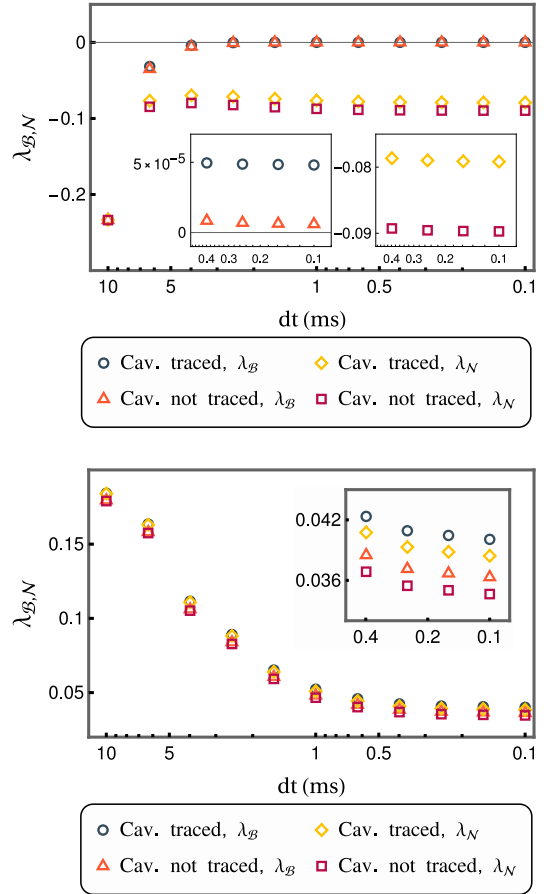 0
−0.1
−0.2
λ_{ℬ,𝒩}
5×10^{−5}
0
0.4 0.3 0.2 0.1
−0.08
−0.09
0.4 0.3 0.2 0.1
10 5 1 0.5 0.1
dt (ms)
Cav. traced, λ_ℬ
Cav. traced, λ_𝒩
Cav. not traced, λ_ℬ
Cav. not traced, λ_𝒩
0.15
0.1
0.05
λ_{ℬ,𝒩}
0.042
0.036
0.4 0.2 0.1
10 5 1 0.5 0.1
dt (ms)
Cav. traced, λ_ℬ
Cav. traced, λ_𝒩
Cav. not traced, λ_ℬ
Cav. not traced, λ_𝒩